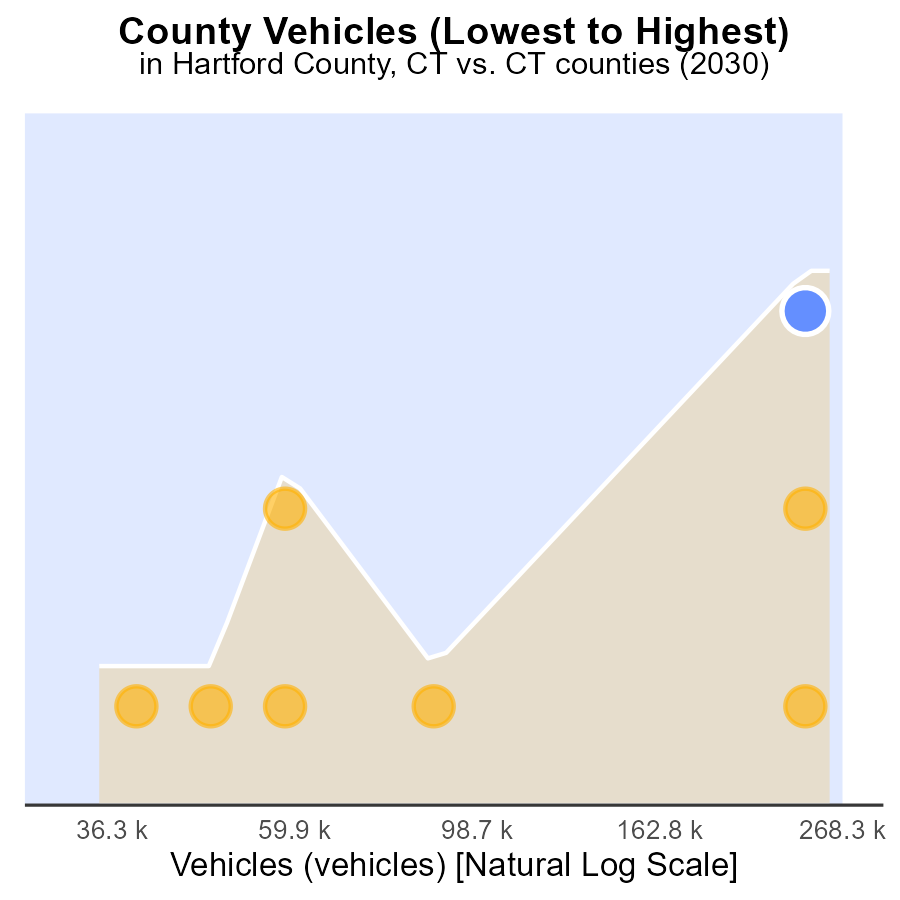 County Vehicles (Lowest to Highest)
in Hartford County, CT vs. CT counties (2030)
36.3 k 59.9 k 98.7 k 162.8 k 268.3 k
Vehicles (vehicles) [Natural Log Scale]